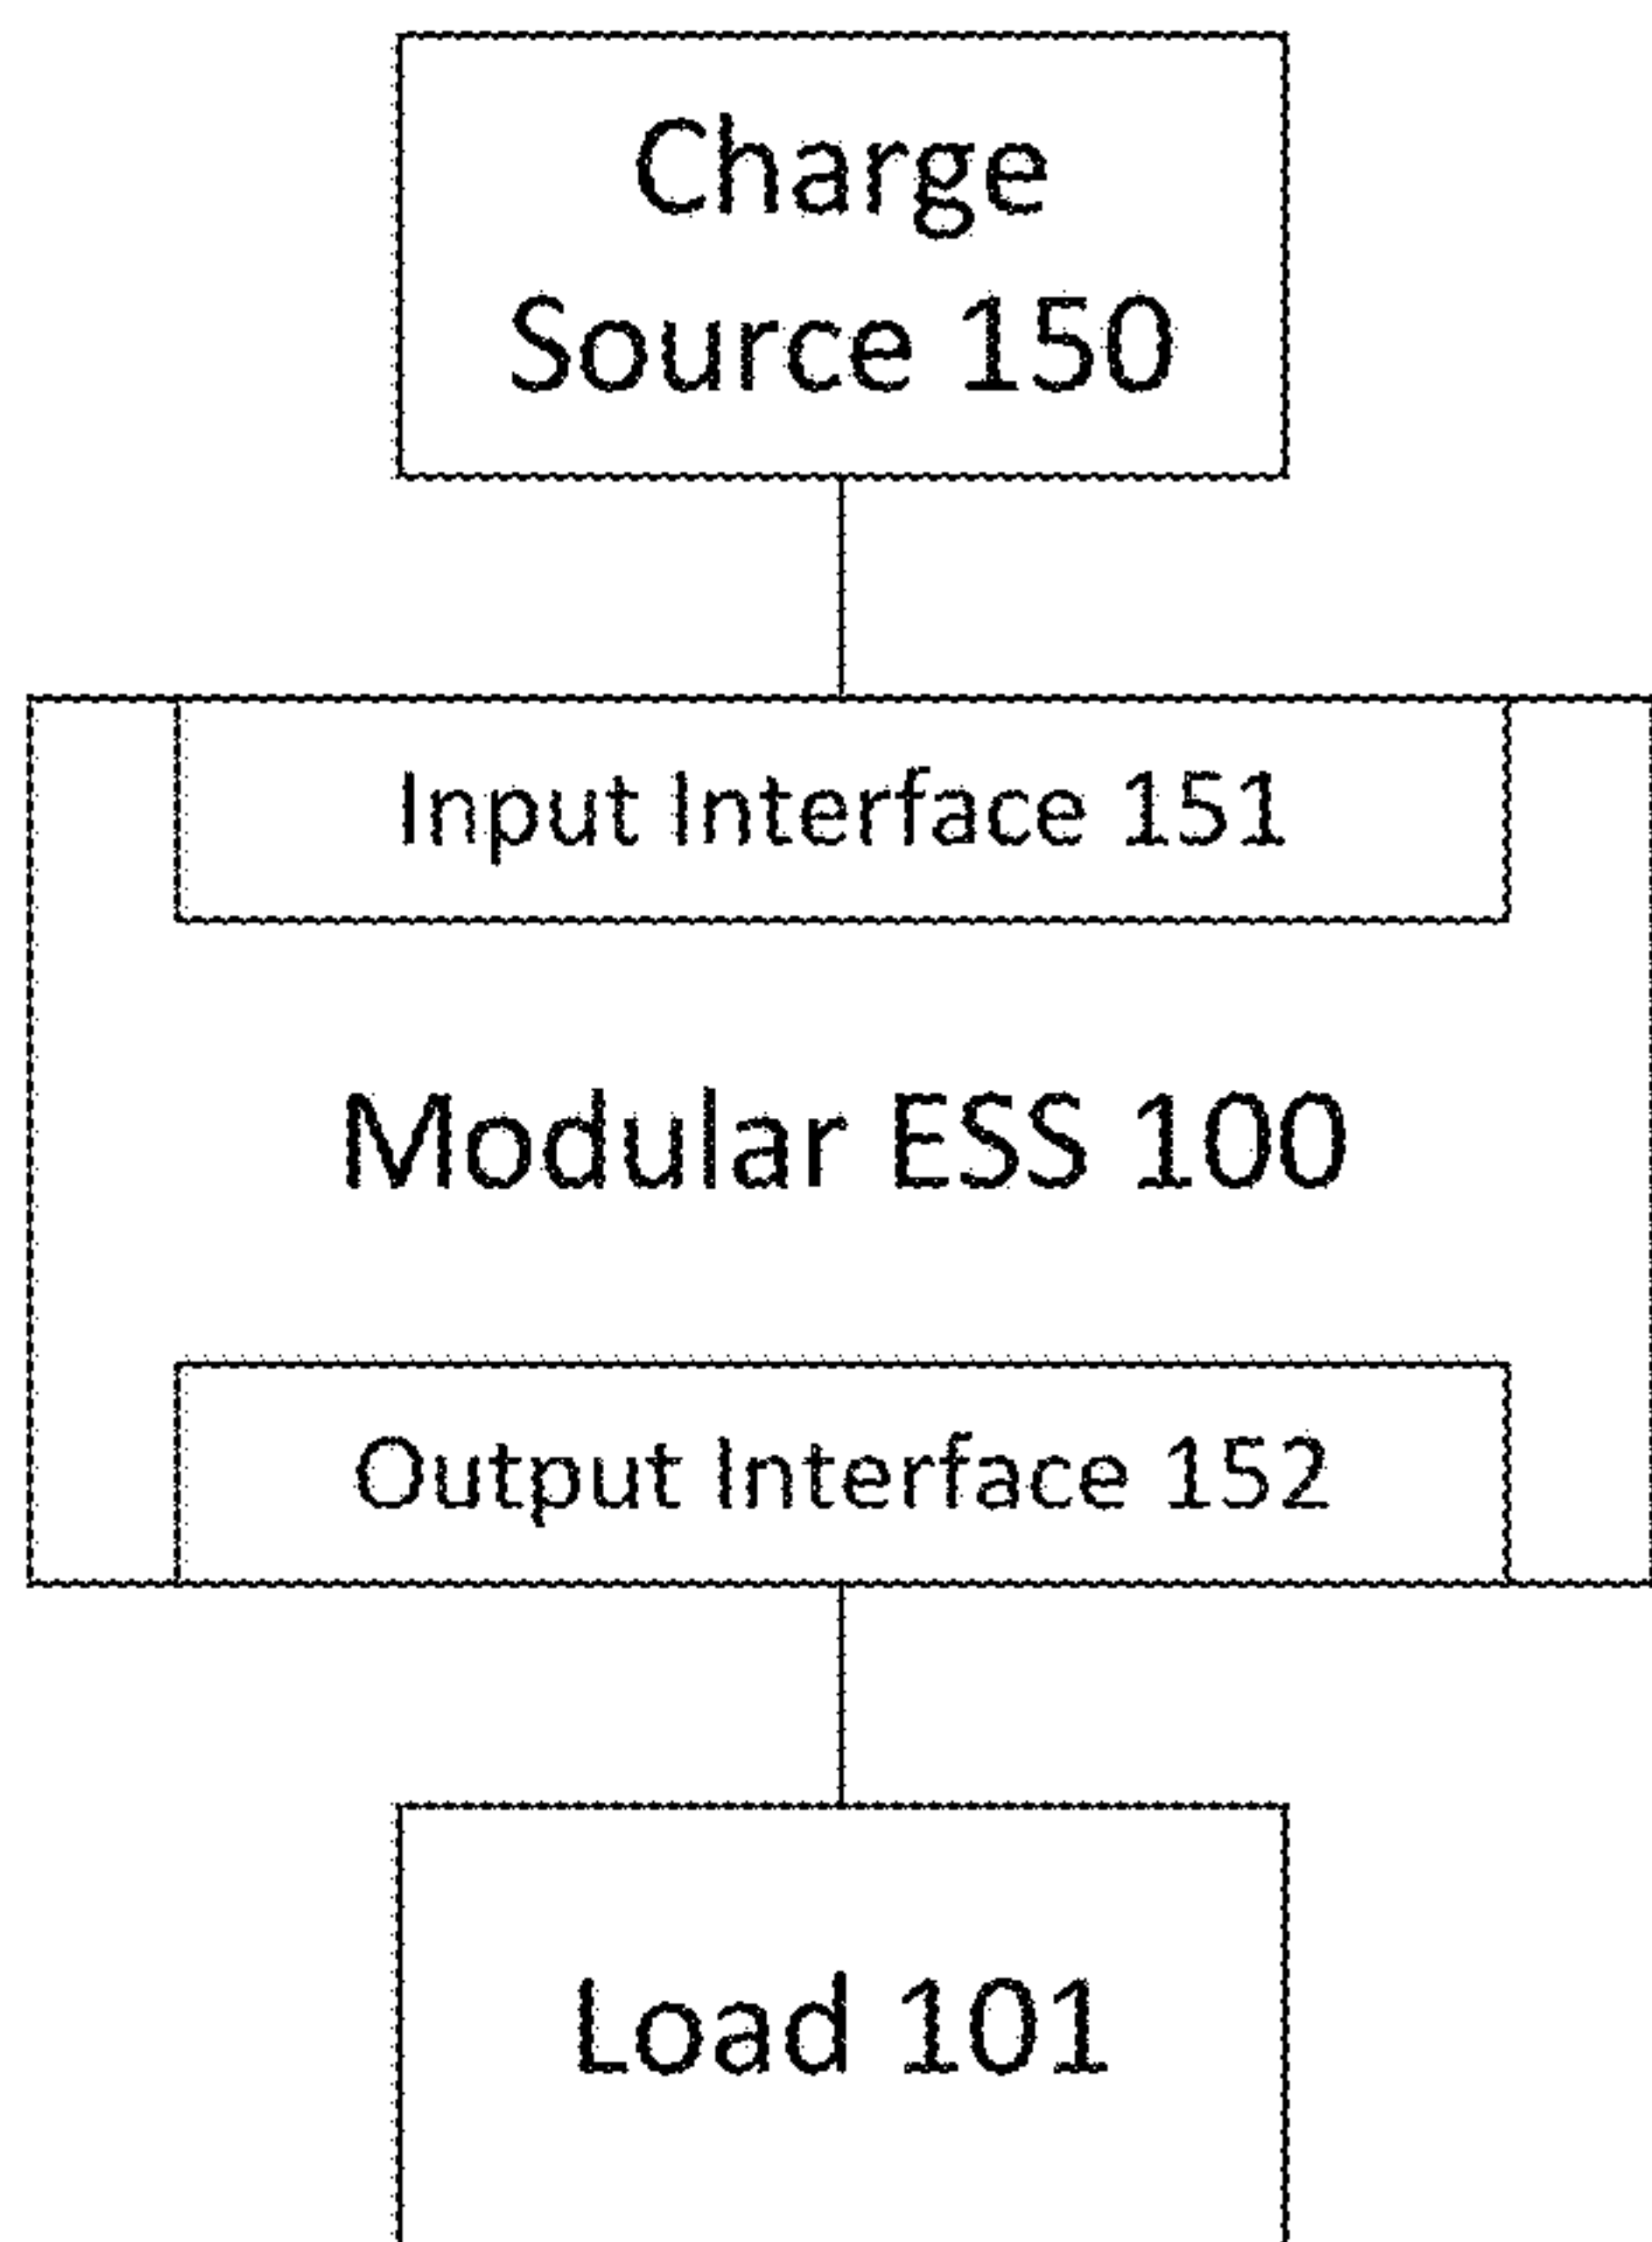 Charge
Source 150
Input Interface 151
Modular ESS 100
Output Interface 152
Load 101